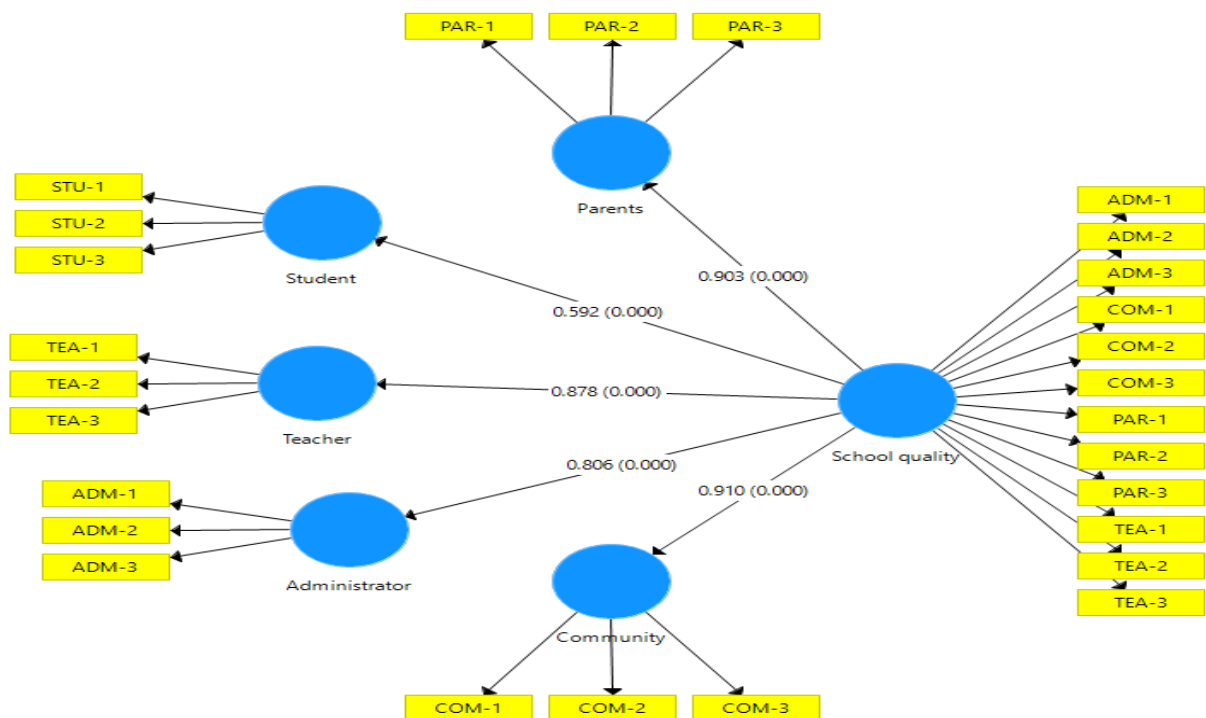 PAR-1 PAR-2 PAR-3
Parents
STU-1
STU-2
STU-3
Student
TEA-1
TEA-2
TEA-3
Teacher
ADM-1
ADM-2
ADM-3
Administrator
Community
COM-1 COM-2 COM-3
0.903 (0.000)
0.592 (0.000)
0.878 (0.000)
0.806 (0.000)
0.910 (0.000)
School quality
ADM-1
ADM-2
ADM-3
COM-1
COM-2
COM-3
PAR-1
PAR-2
PAR-3
TEA-1
TEA-2
TEA-3